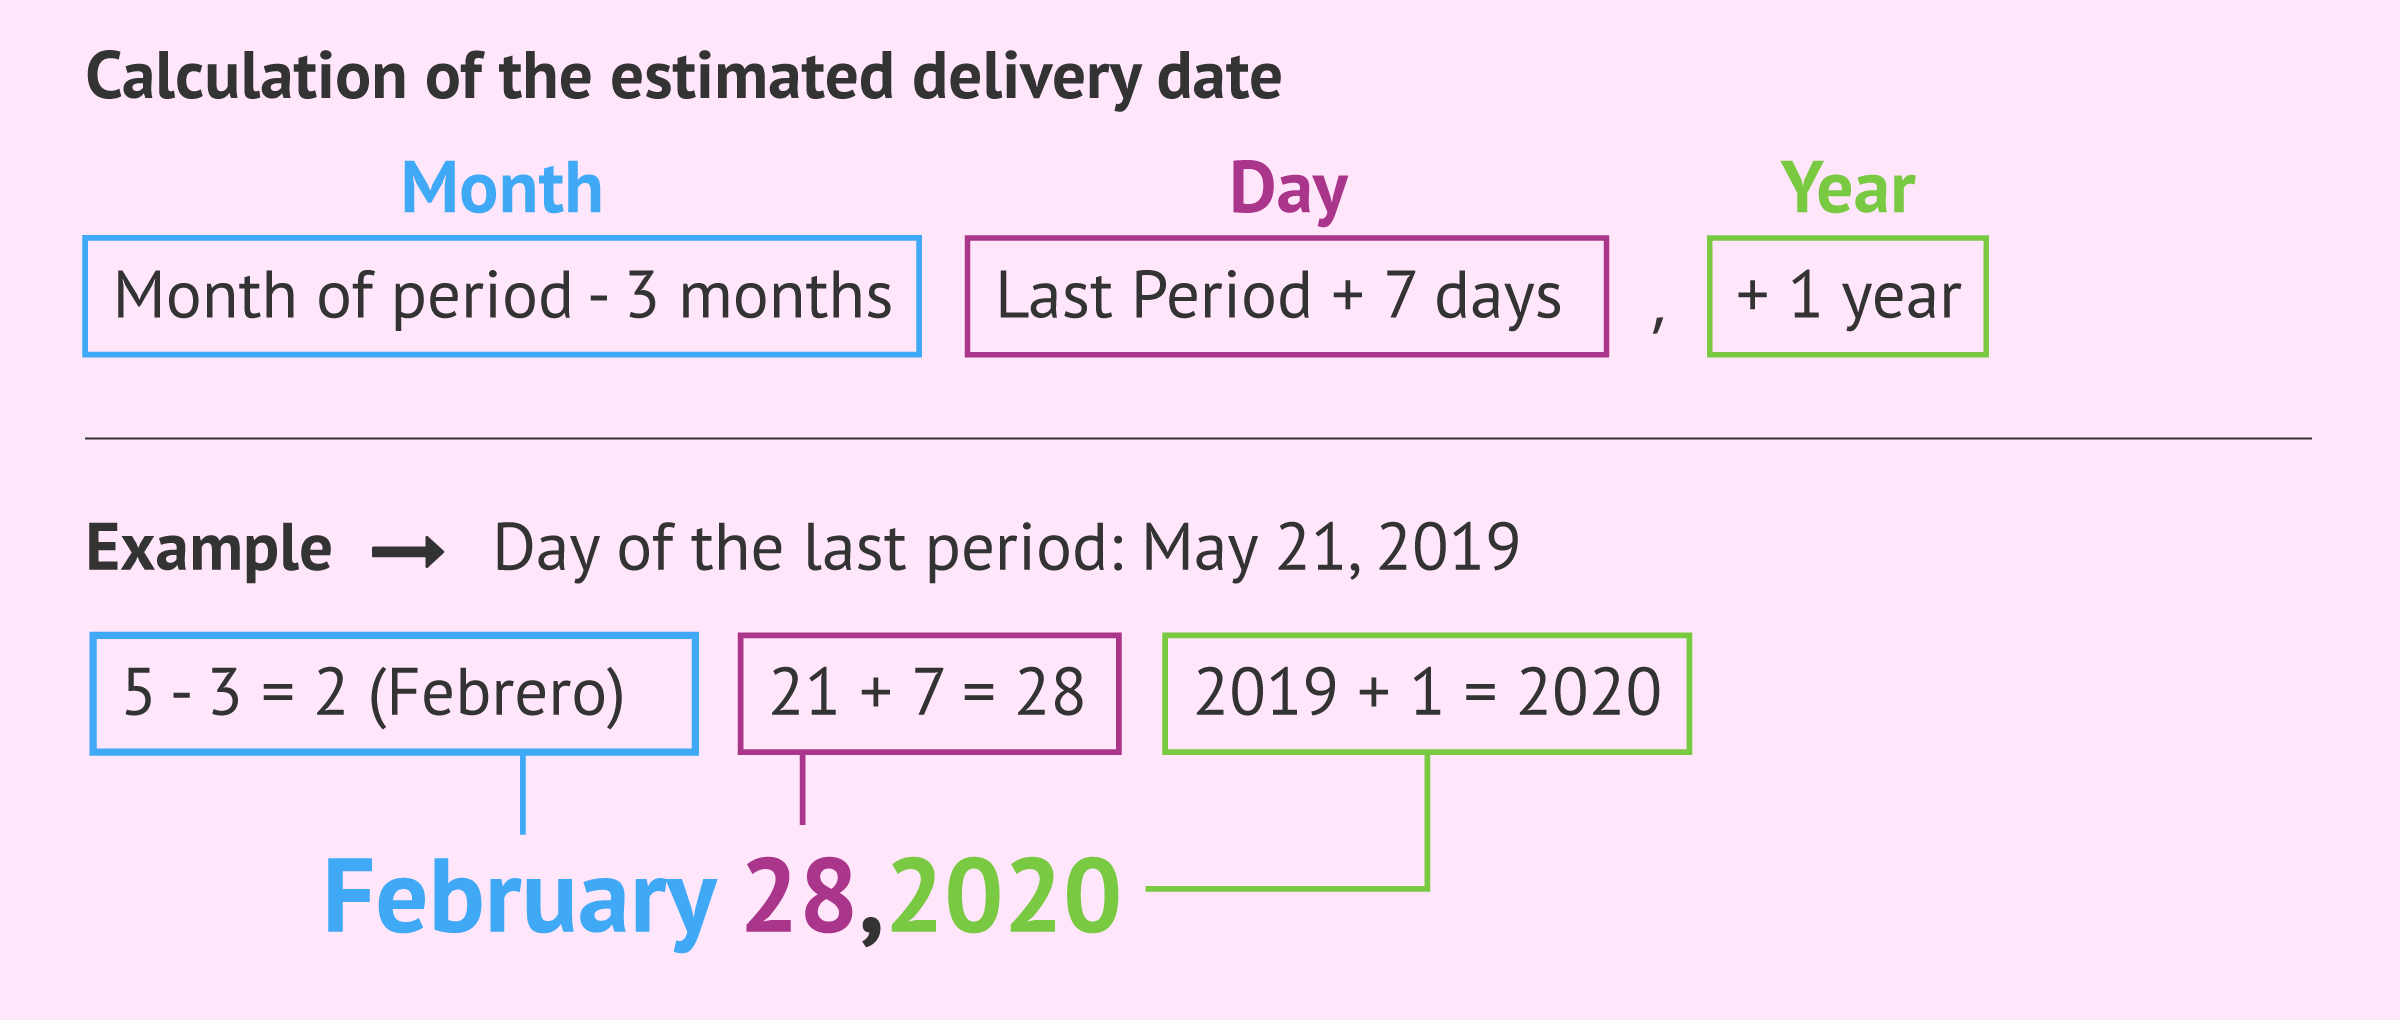 Calculation of the estimated delivery date
Month Day Year
Month of period - 3 months Last Period + 7 days , + 1 year
Example → Day of the last period: May 21, 2019
5 - 3 = 2 (Febrero) 21 + 7 = 28 2019 + 1 = 2020
February 28,2020